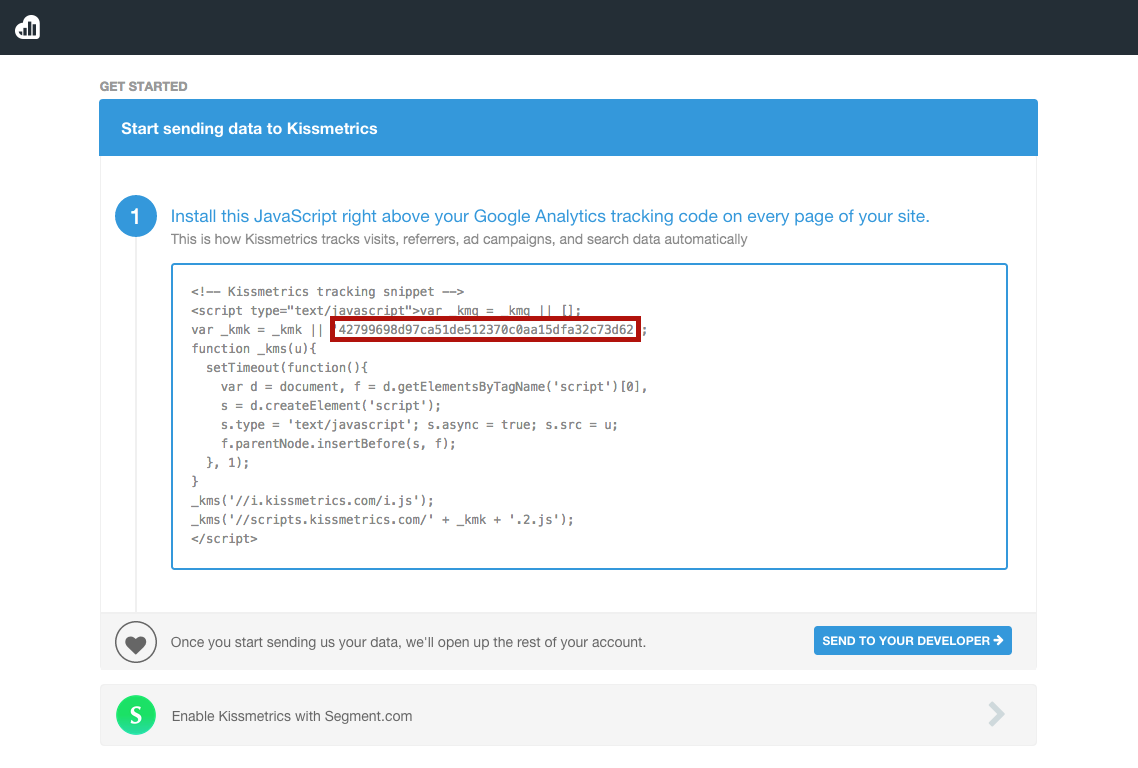 GET STARTED
Start sending data to Kissmetrics
1
Install this JavaScript right above your Google Analytics tracking code on every page of your site.
This is how Kissmetrics tracks visits, referrers, ad campaigns, and search data automatically
<!-- Kissmetrics tracking snippet -->
<script type="text/javascript">var _kmq = _kmq || [];
var _kmk = _kmk || '42799698d97ca51de512370c0aa15dfa32c73d62';
function _kms(u){
  setTimeout(function(){
    var d = document, f = d.getElementsByTagName('script')[0],
    s = d.createElement('script');
    s.type = 'text/javascript'; s.async = true; s.src = u;
    f.parentNode.insertBefore(s, f);
  }, 1);
}
_kms('//i.kissmetrics.com/i.js');
_kms('//scripts.kissmetrics.com/' + _kmk + '.2.js');
</script>
Once you start sending us your data, we'll open up the rest of your account.
SEND TO YOUR DEVELOPER
S
Enable Kissmetrics with Segment.com